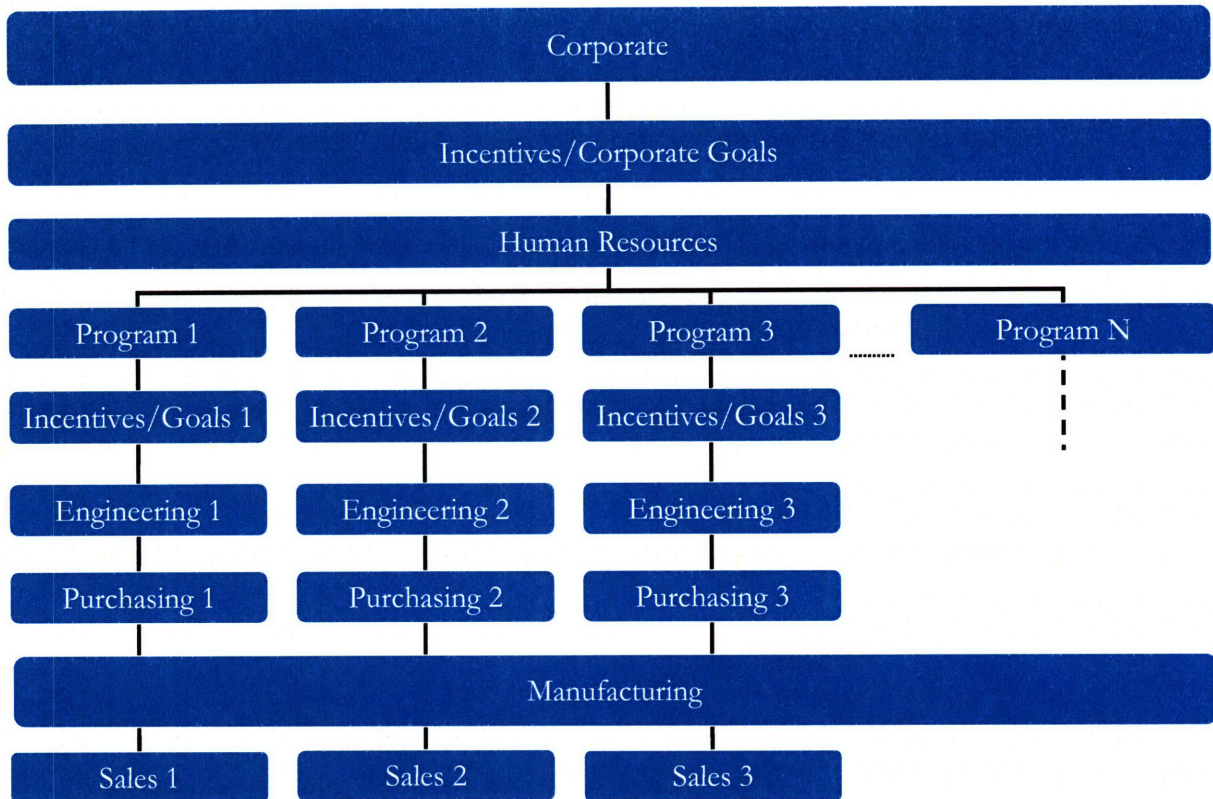 Corporate
Incentives/Corporate Goals
Human Resources
Program 1
Program 2
Program 3
Program N
Incentives/Goals 1
Incentives/Goals 2
Incentives/Goals 3
Engineering 1
Engineering 2
Engineering 3
Purchasing 1
Purchasing 2
Purchasing 3
Manufacturing
Sales 1
Sales 2
Sales 3